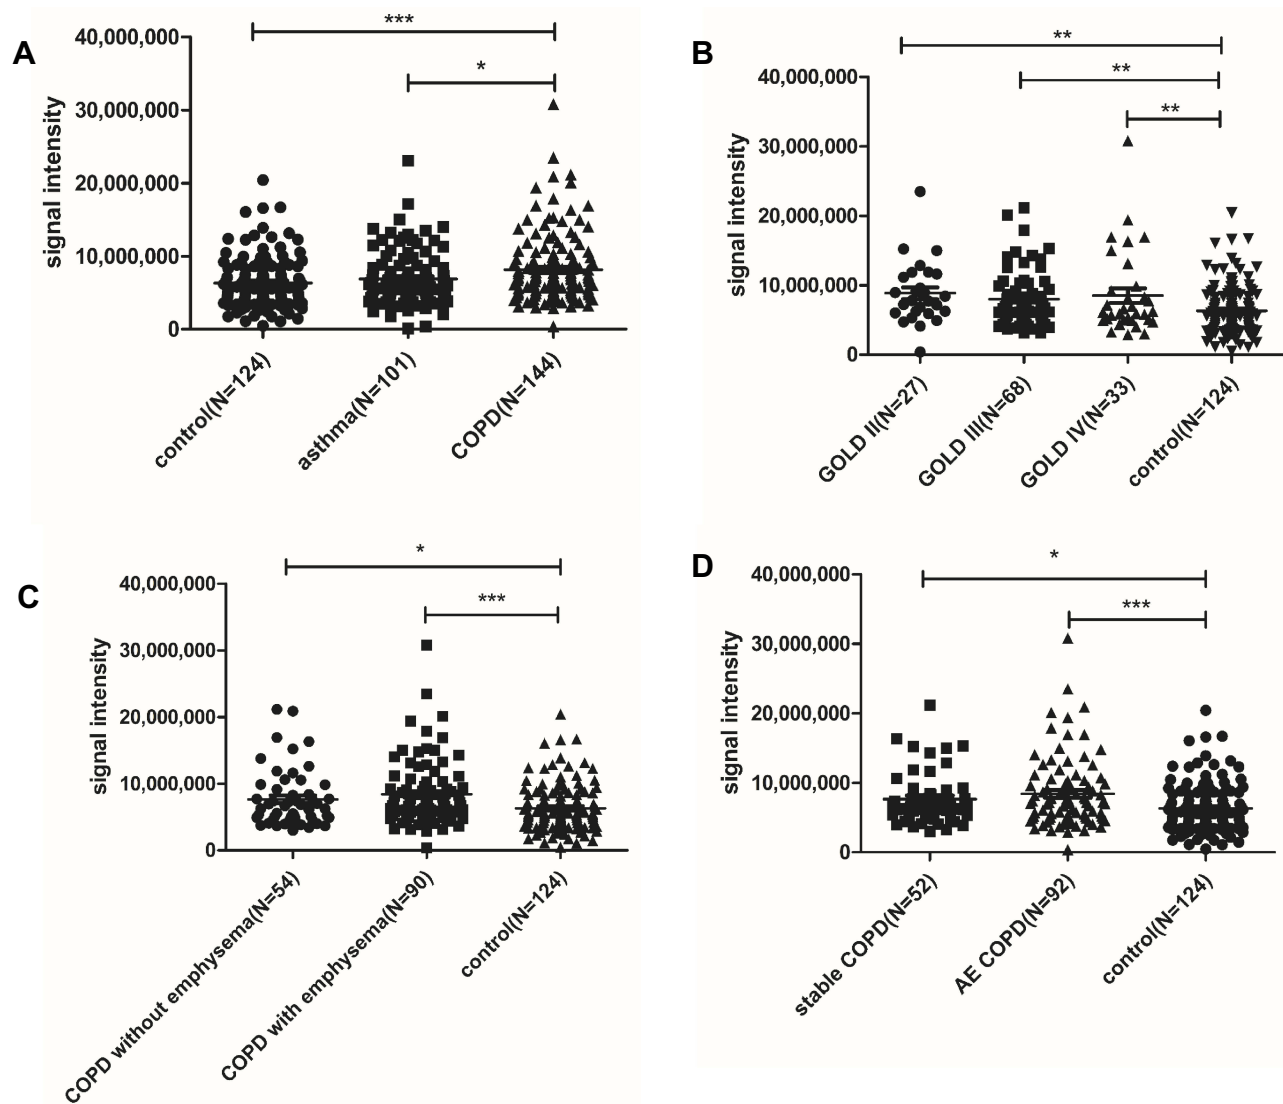 A
***
*
40,000,000
30,000,000
20,000,000
10,000,000
0
signal intensity
control(N=124)
asthma(N=101)
COPD(N=144)
B
**
**
**
40,000,000
30,000,000
20,000,000
10,000,000
0
signal intensity
GOLD II(N=27)
GOLD III(N=68)
GOLD IV(N=33)
control(N=124)
C
*
***
40,000,000
30,000,000
20,000,000
10,000,000
0
signal intensity
COPD without emphysema(N=54)
COPD with emphysema(N=90)
control(N=124)
D
*
***
40,000,000
30,000,000
20,000,000
10,000,000
0
signal intensity
stable COPD(N=52)
AE COPD(N=92)
control(N=124)